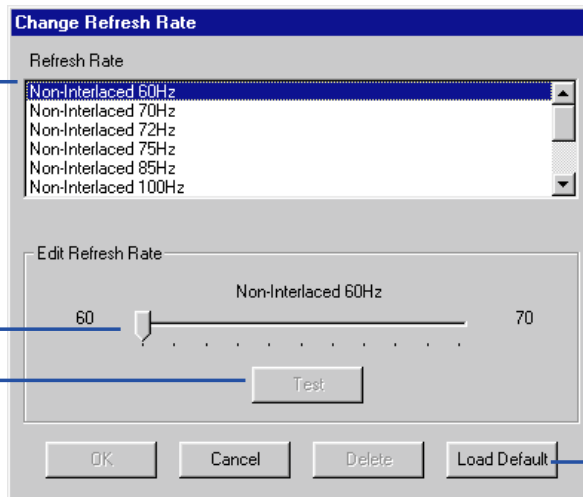 Change Refresh Rate
Refresh Rate
Non-Interlaced 60Hz
Non-Interlaced 70Hz
Non-Interlaced 72Hz
Non-Interlaced 75Hz
Non-Interlaced 85Hz
Non-Interlaced 100Hz
Edit Refresh Rate
Non-Interlaced 60Hz
60 70
Test
OK Cancel Delete Load Default